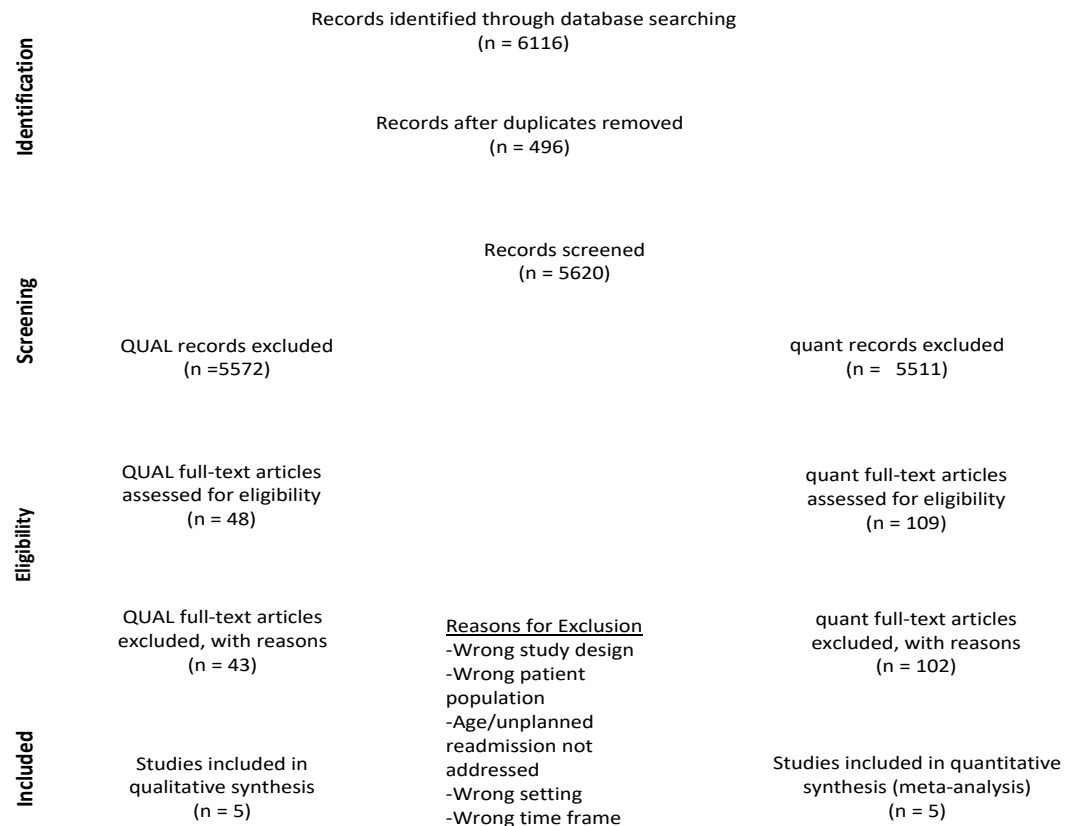 Identification
Records identified through database searching
(n = 6116)
Records after duplicates removed
(n = 496)
Screening
Records screened
(n = 5620)
QUAL records excluded
(n =5572)
quant records excluded
(n =   5511)
Eligibility
QUAL full-text articles
assessed for eligibility
(n = 48)
quant full-text articles
assessed for eligibility
(n = 109)
QUAL full-text articles
excluded, with reasons
(n = 43)
Reasons for Exclusion
-Wrong study design
-Wrong patient
population
-Age/unplanned
readmission not
addressed
-Wrong setting
-Wrong time frame
quant full-text articles
excluded, with reasons
(n = 102)
Included
Studies included in
qualitative synthesis
(n = 5)
Studies included in quantitative
synthesis (meta-analysis)
(n = 5)